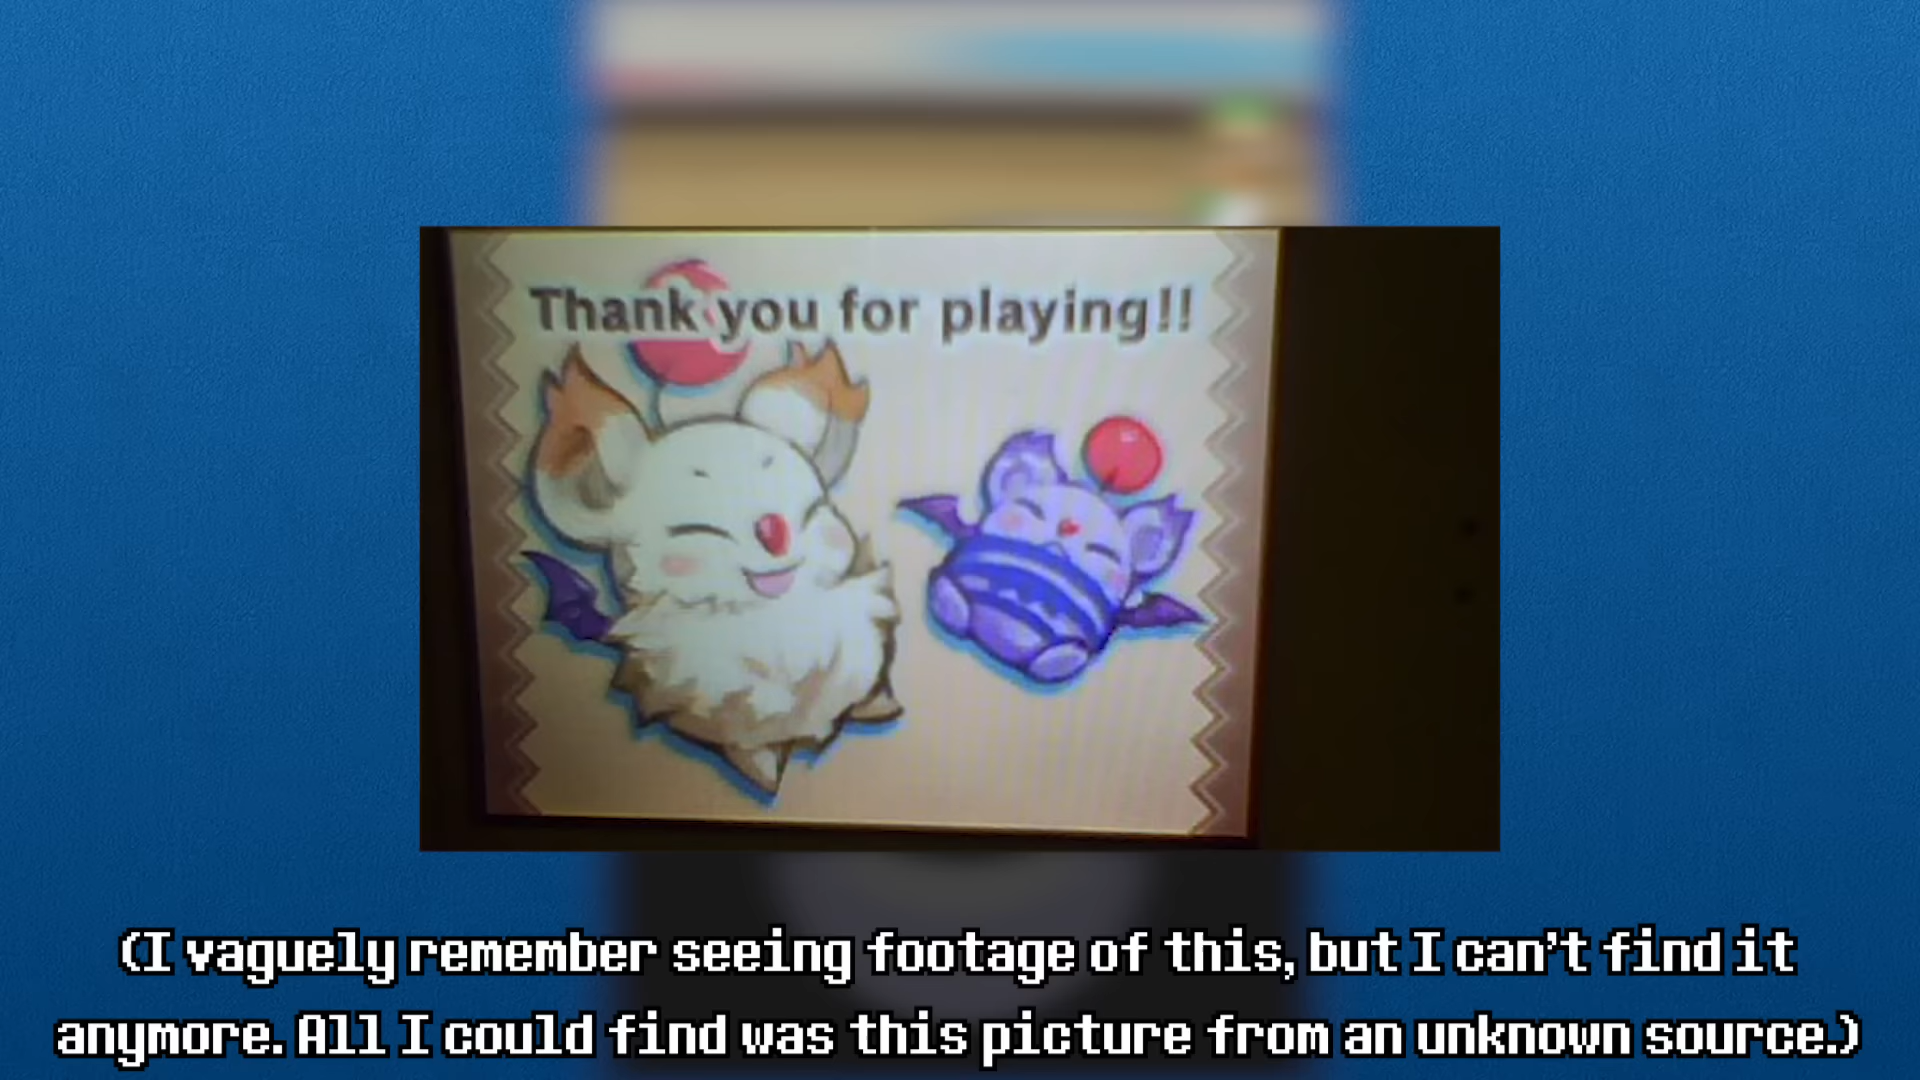 Thank you for playing!!
(I vaguely remember seeing footage of this, but I can't find it
anymore. All I could find was this picture from an unknown source.)